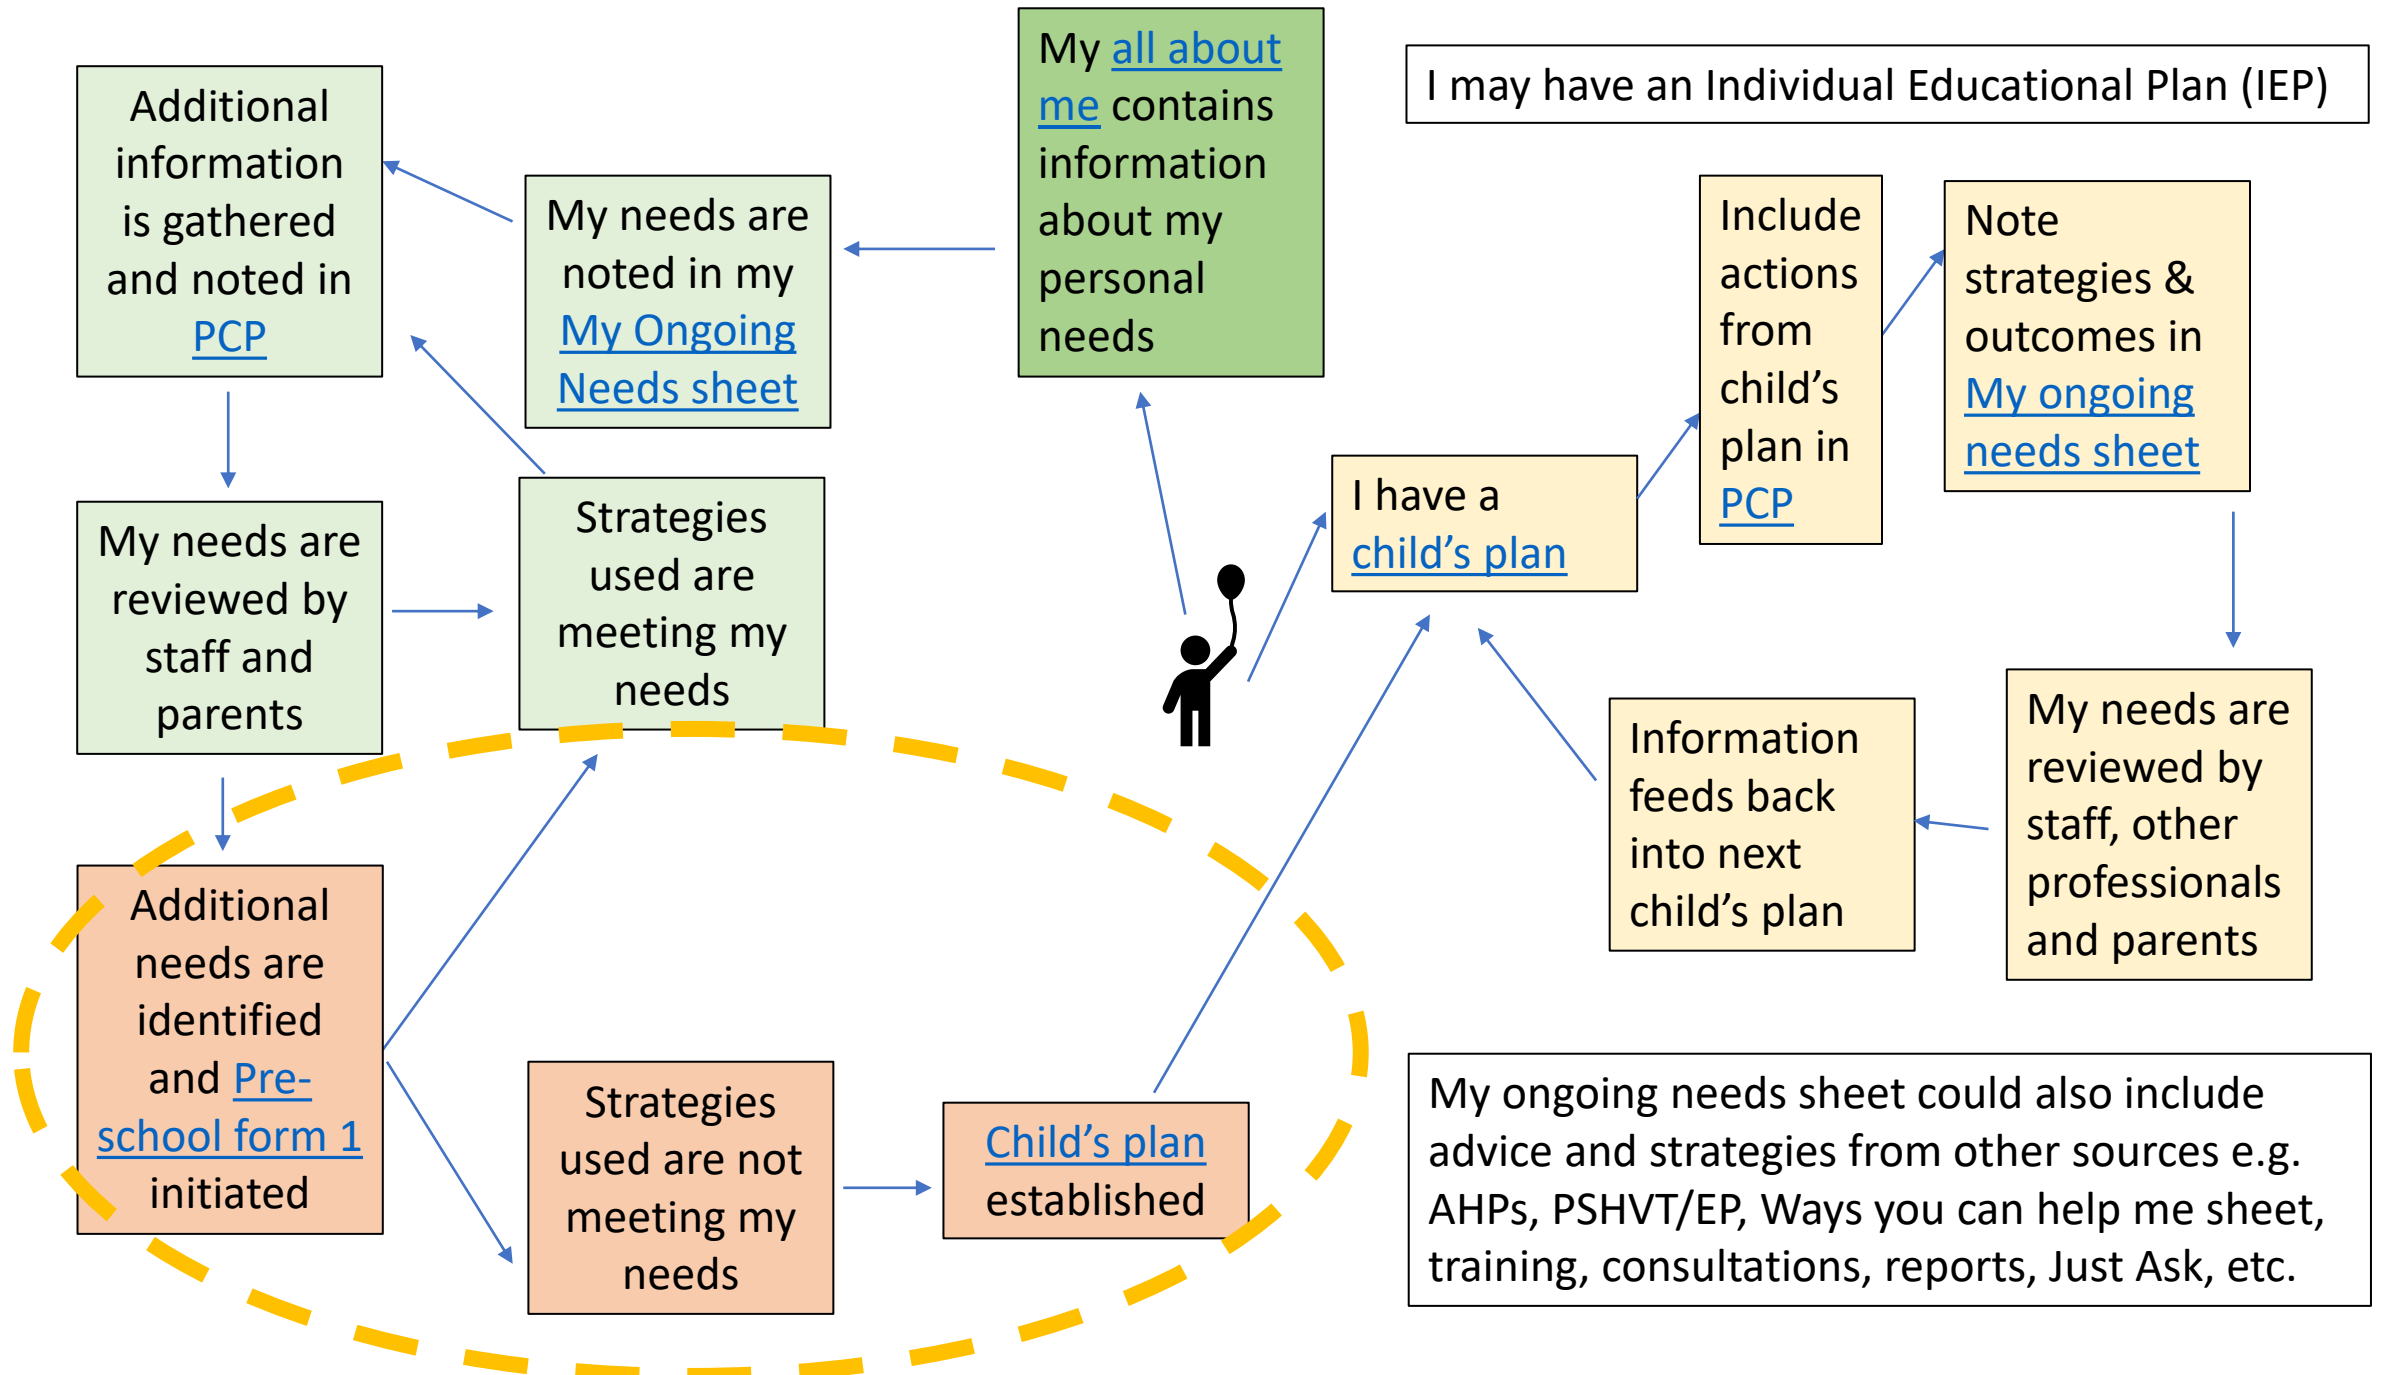 Additional
information
is gathered
and noted in
PCP
My needs are
noted in my
My Ongoing
Needs sheet
My all about
me contains
information
about my
personal
needs
I may have an Individual Educational Plan (IEP)
Include
actions
from
child’s
plan in
PCP
Note
strategies &
outcomes in
My ongoing
needs sheet
I have a
child’s plan
My needs are
reviewed by
staff and
parents
Strategies
used are
meeting my
needs
Information
feeds back
into next
child’s plan
My needs are
reviewed by
staff, other
professionals
and parents
Additional
needs are
identified
and Pre-
school form 1
initiated
Strategies
used are not
meeting my
needs
Child’s plan
established
My ongoing needs sheet could also include
advice and strategies from other sources e.g.
AHPs, PSHVT/EP, Ways you can help me sheet,
training, consultations, reports, Just Ask, etc.